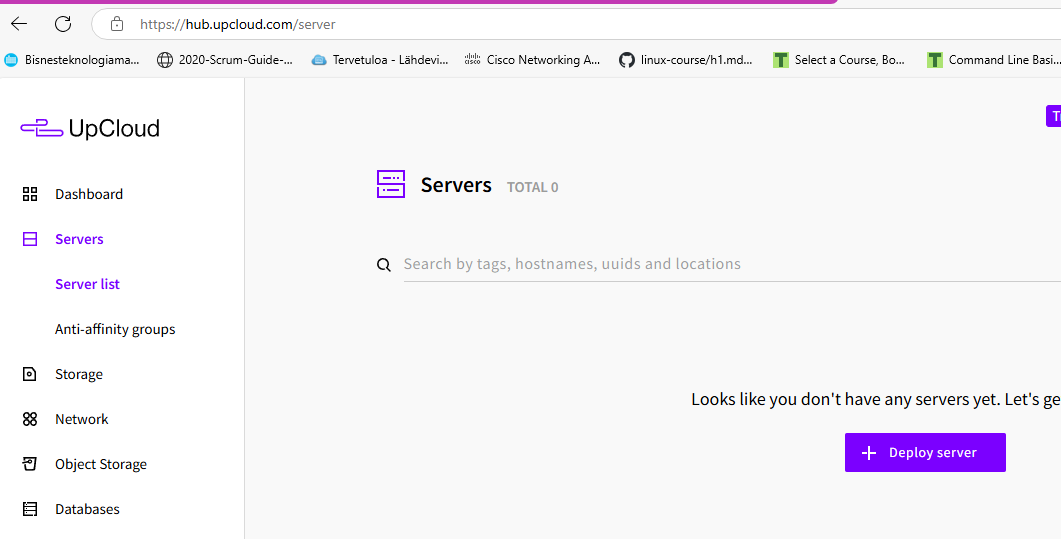 https://hub.upcloud.com/server
Bisnesteknologiama... 2020-Scrum-Guide-... Tervetuloa - Lähdevi... Cisco Networking A... linux-course/h1.md... Select a Course, Bo... Command Line Basi...
UpCloud
Dashboard
Servers
Server list
Anti-affinity groups
Storage
Network
Object Storage
Databases
Servers TOTAL 0
Search by tags, hostnames, uuids and locations
Looks like you don't have any servers yet. Let's ge
Deploy server